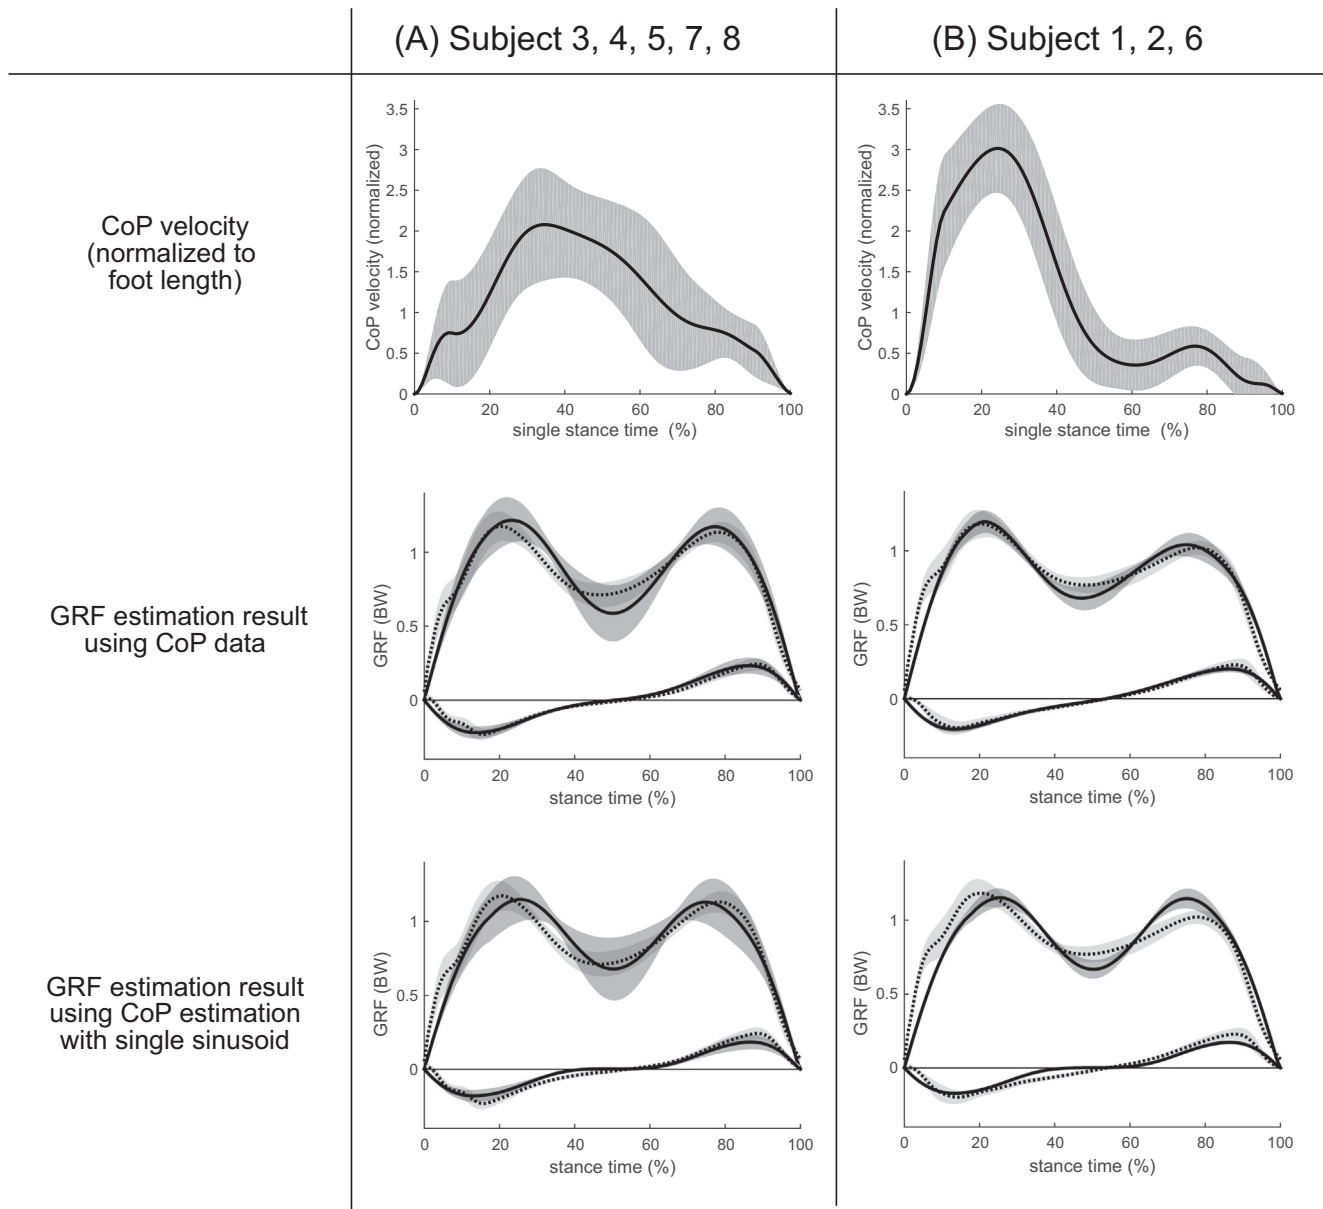 (A) Subject 3, 4, 5, 7, 8
(B) Subject 1, 2, 6
CoP velocity
(normalized to
foot length)
CoP velocity (normalized)
3.5
3
2.5
2
1.5
1
0.5
0
0 20 40 60 80 100
single stance time (%)
CoP velocity (normalized)
3.5
3
2.5
2
1.5
1
0.5
0
0 20 40 60 80 100
single stance time (%)
GRF estimation result
using CoP data
GRF (BW)
1
0.5
0
0 20 40 60 80 100
stance time (%)
GRF (BW)
1
0.5
0
0 20 40 60 80 100
stance time (%)
GRF estimation result
using CoP estimation
with single sinusoid
GRF (BW)
1
0.5
0
0 20 40 60 80 100
stance time (%)
GRF (BW)
1
0.5
0
0 20 40 60 80 100
stance time (%)